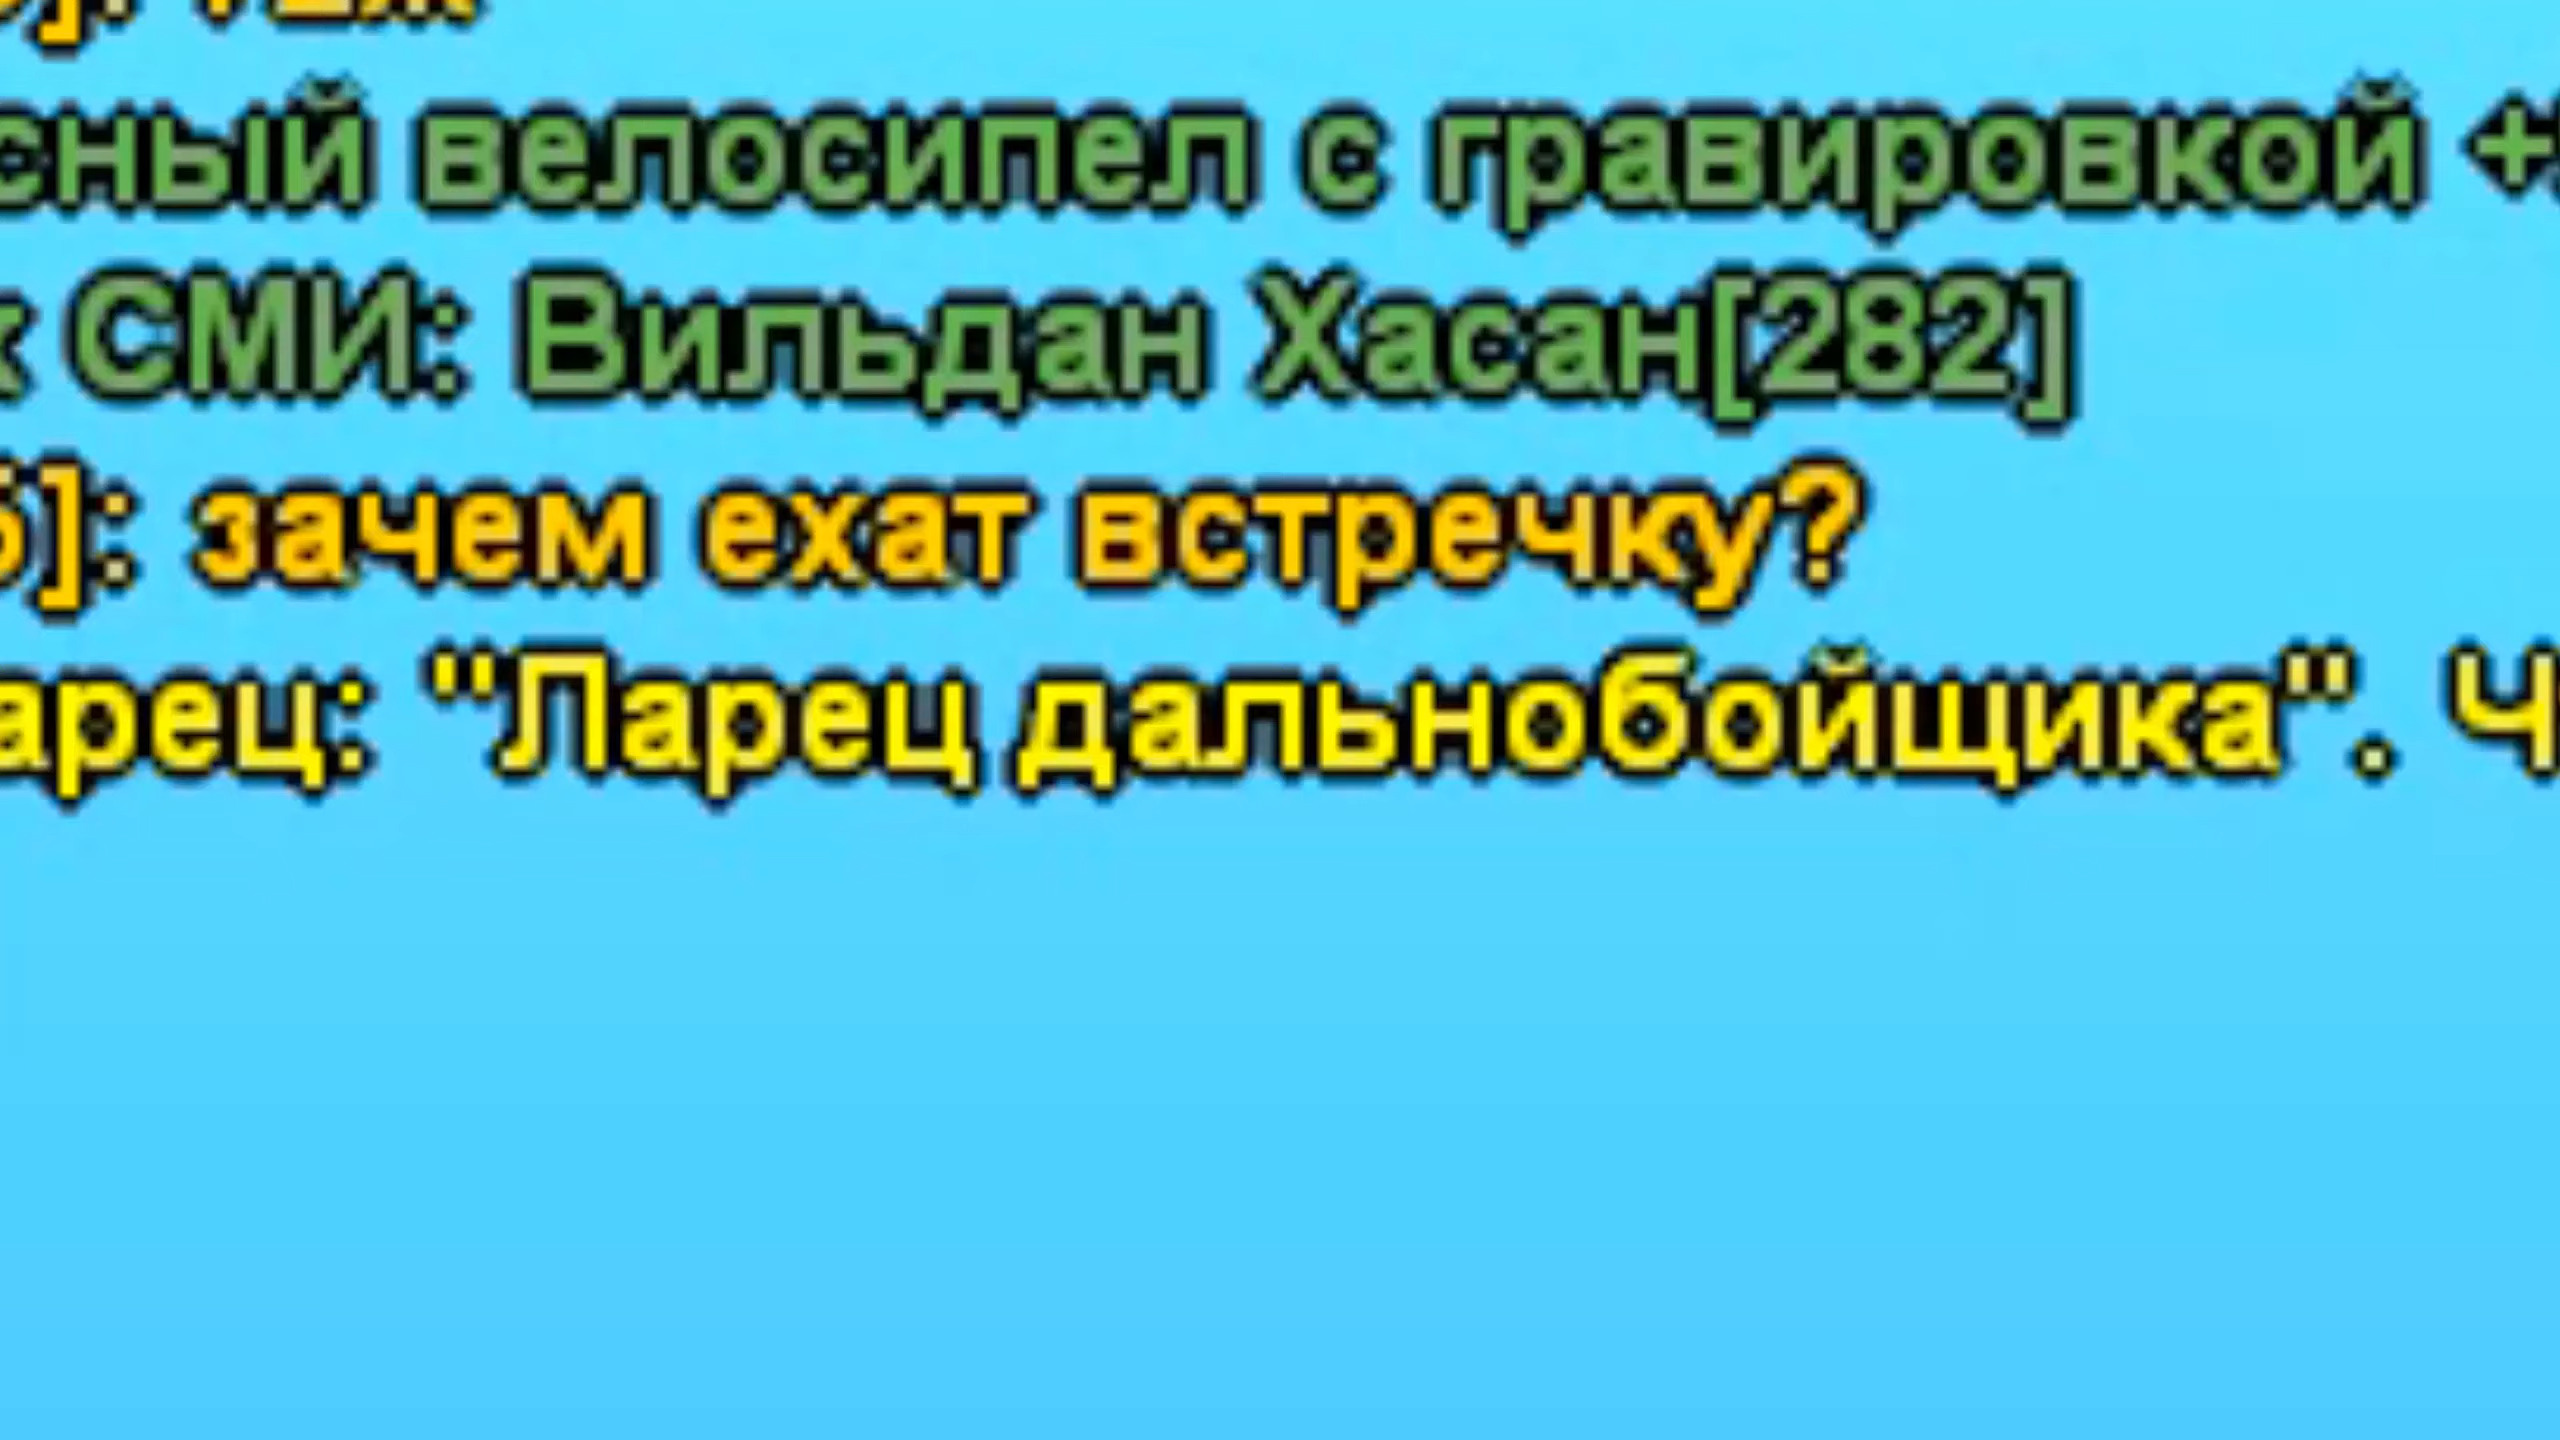 сный велосипел с гравировкой +
СМИ: Вильдан Хасан[282]
]: зачем ехат встречку?
арец: "Ларец дальнобойщика". Ч